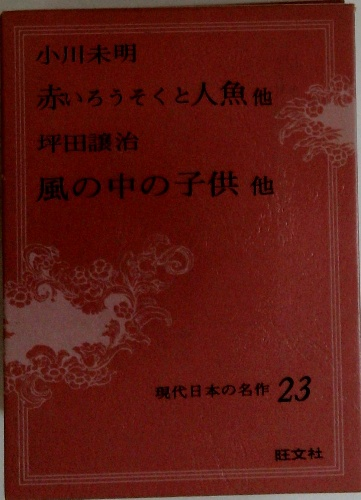 小川未明
赤いろうそくと人魚 他
坪田譲治
風の中の子供 他
現代日本の名作 23
旺文社